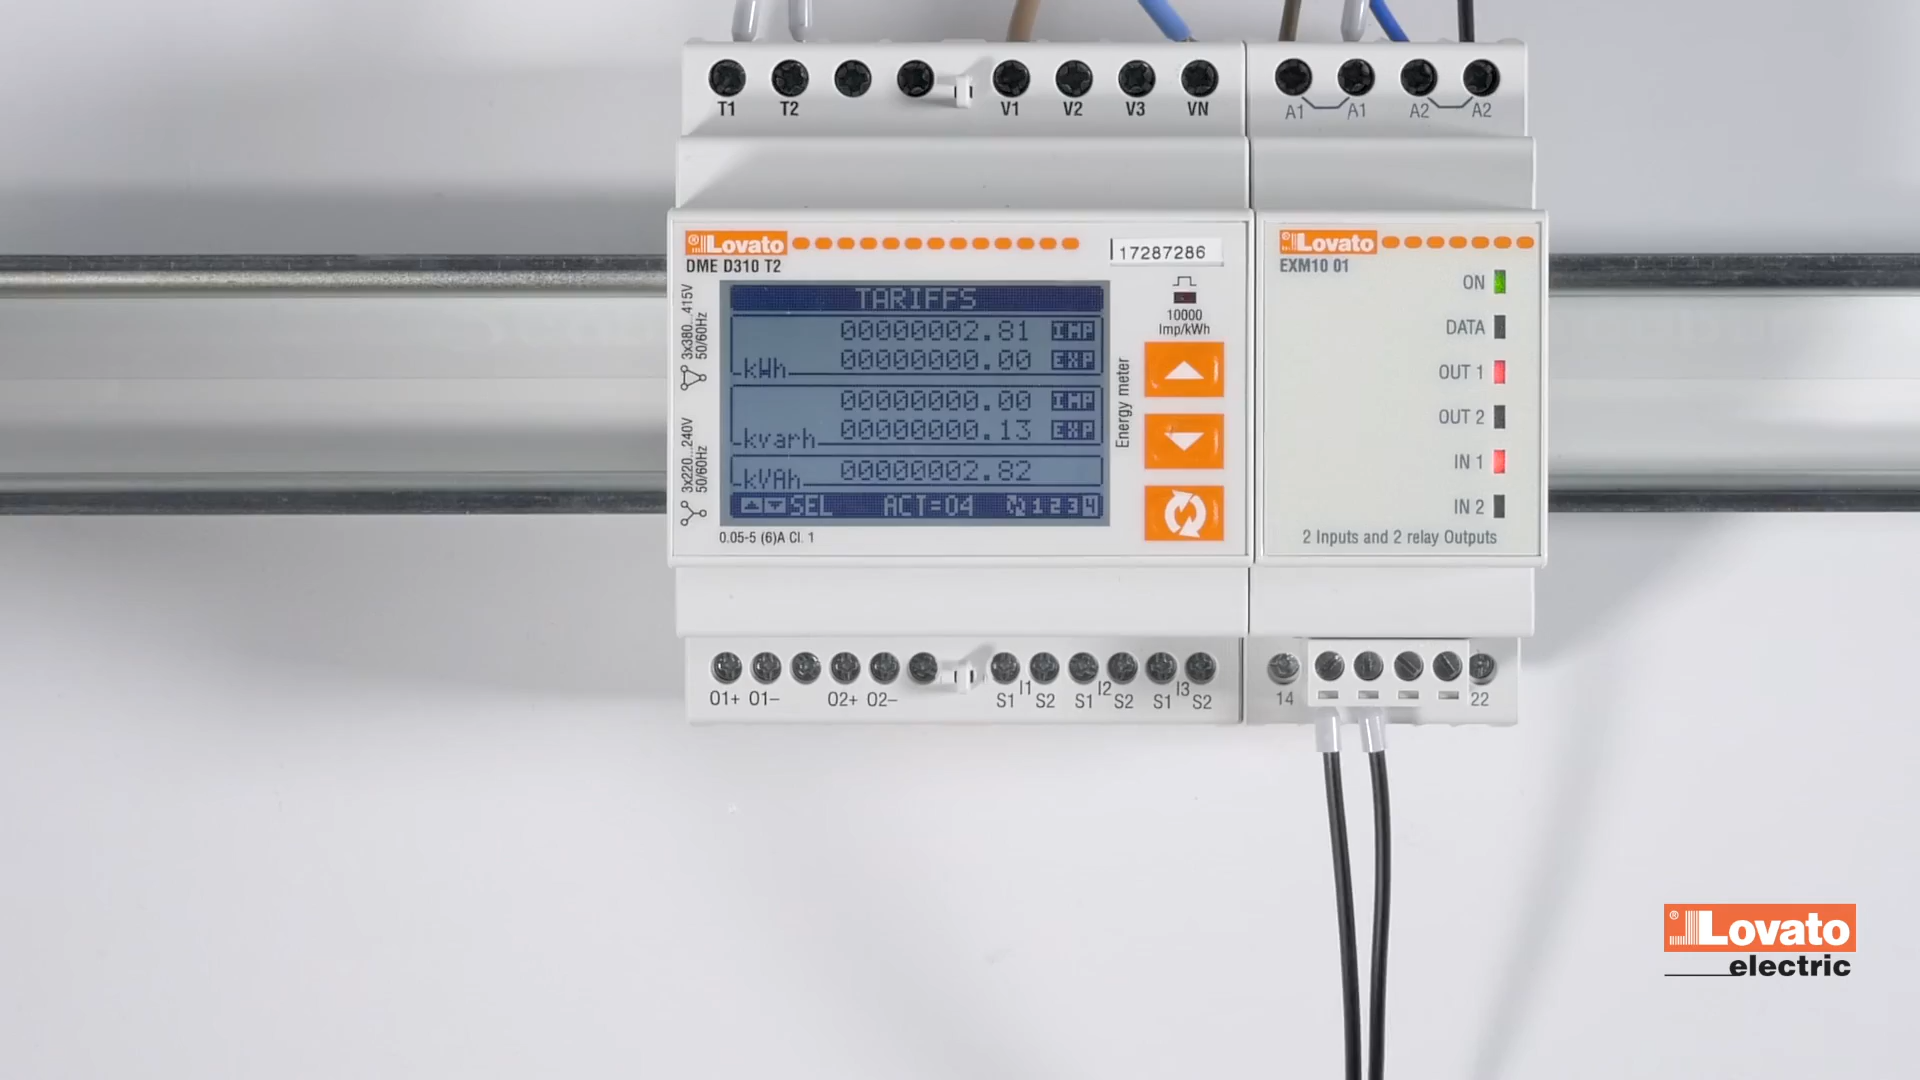 T1 T2 V1 V2 V3 VN
A1 A1 A2 A2
Lovato
DME D310 T2
17287286
3x380...415V
50/60Hz
3x220...240V
50/60Hz
TARIFFS
00000002.81 IMP
00000000.00 EXP
kWh
00000000.00 IMP
00000000.13 EXP
kvarh
00000002.82
kVAh
SEL ACT=04 1 2 3 4
0.05-5 (6)A Cl. 1
10000
Imp/kWh
Energy meter
Lovato
EXM10 01
ON
DATA
OUT 1
OUT 2
IN 1
IN 2
2 Inputs and 2 relay Outputs
O1+ O1– O2+ O2–
I1 I2 I3
S1 S2 S1 S2 S1 S2
14 22
Lovato
electric